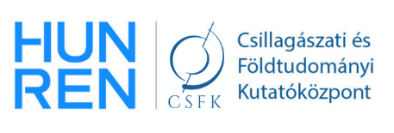 HUN
REN
CSFK
Csillagászati és
Földtudományi
Kutatóközpont